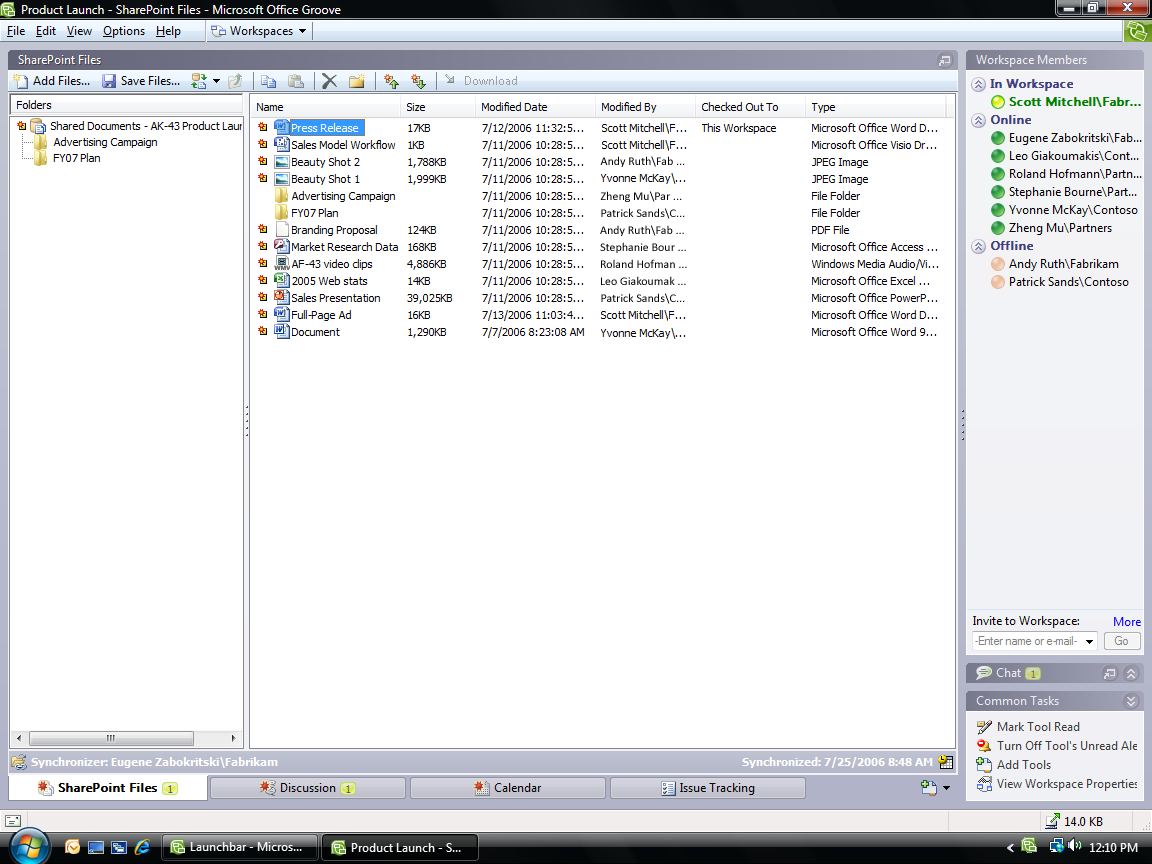 Product Launch - SharePoint Files - Microsoft Office Groove
File Edit View Options Help Workspaces
SharePoint Files
Add Files... Save Files... Download
Folders
Shared Documents - AK-43 Product Laur
Advertising Campaign
FY07 Plan
Name Size Modified Date Modified By Checked Out To Type
Press Release 17KB 7/12/2006 11:32:5... Scott Mitchell\F... This Workspace Microsoft Office Word D...
Sales Model Workflow 1KB 7/11/2006 10:28:5... Scott Mitchell\F... Microsoft Office Visio Dr...
Beauty Shot 2 1,788KB 7/11/2006 10:28:5... Andy Ruth\Fab ... JPEG Image
Beauty Shot 1 1,999KB 7/11/2006 10:28:5... Yvonne McKay\... JPEG Image
Advertising Campaign 7/11/2006 10:28:5... Zheng Mu\Par ... File Folder
FY07 Plan 7/11/2006 10:28:5... Patrick Sands\C... File Folder
Branding Proposal 124KB 7/11/2006 10:28:5... Andy Ruth\Fab ... PDF File
Market Research Data 168KB 7/11/2006 10:28:5... Stephanie Bour ... Microsoft Office Access ...
AF-43 video clips 4,886KB 7/11/2006 10:28:5... Roland Hofman ... Windows Media Audio/Vi...
2005 Web stats 14KB 7/11/2006 10:28:5... Leo Giakoumak ... Microsoft Office Excel ...
Sales Presentation 39,025KB 7/11/2006 10:28:5... Patrick Sands\C... Microsoft Office PowerP...
Full-Page Ad 16KB 7/13/2006 11:03:4... Scott Mitchell\F... Microsoft Office Word D...
Document 1,290KB 7/7/2006 8:23:08 AM Yvonne McKay\... Microsoft Office Word 9...
Workspace Members
In Workspace
Scott Mitchell\Fabr...
Online
Eugene Zabokritski\Fab...
Leo Giakoumakis\Cont...
Roland Hofmann\Partn...
Stephanie Bourne\Part...
Yvonne McKay\Contoso
Zheng Mu\Partners
Offline
Andy Ruth\Fabrikam
Patrick Sands\Contoso
Invite to Workspace: More
-Enter name or e-mail- Go
Chat 1
Common Tasks
Mark Tool Read
Turn Off Tool's Unread Ale
Add Tools
View Workspace Properties
Synchronizer: Eugene Zabokritski\Fabrikam Synchronized: 7/25/2006 8:48 AM
SharePoint Files 1 Discussion 1 Calendar Issue Tracking
14.0 KB
Launchbar - Micros... Product Launch - S... 12:10 PM